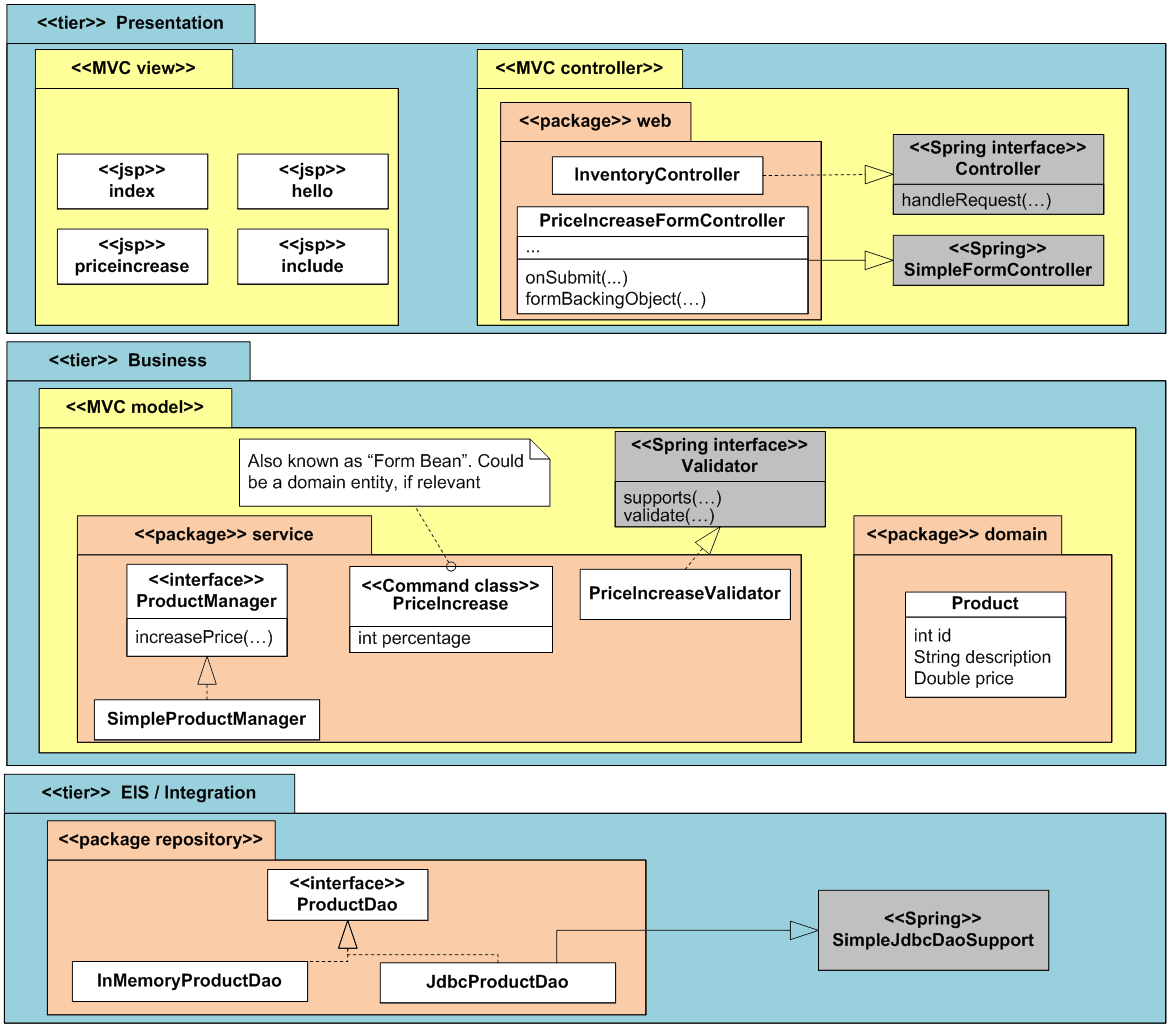 <<tier>> Presentation
<<MVC view>>
<<jsp>>
index
<<jsp>>
hello
<<jsp>>
priceincrease
<<jsp>>
include
<<MVC controller>>
<<package>> web
InventoryController
PriceIncreaseFormController
...
onSubmit(...)
formBackingObject(…)
<<Spring interface>>
Controller
handleRequest(…)
<<Spring>>
SimpleFormController
<<tier>> Business
<<MVC model>>
Also known as “Form Bean”. Could
be a domain entity, if relevant
<<Spring interface>>
Validator
supports(…)
validate(…)
<<package>> service
<<interface>>
ProductManager
increasePrice(…)
SimpleProductManager
<<Command class>>
PriceIncrease
int percentage
PriceIncreaseValidator
<<package>> domain
Product
int id
String description
Double price
<<tier>> EIS / Integration
<<package repository>>
<<interface>>
ProductDao
InMemoryProductDao
JdbcProductDao
<<Spring>>
SimpleJdbcDaoSupport